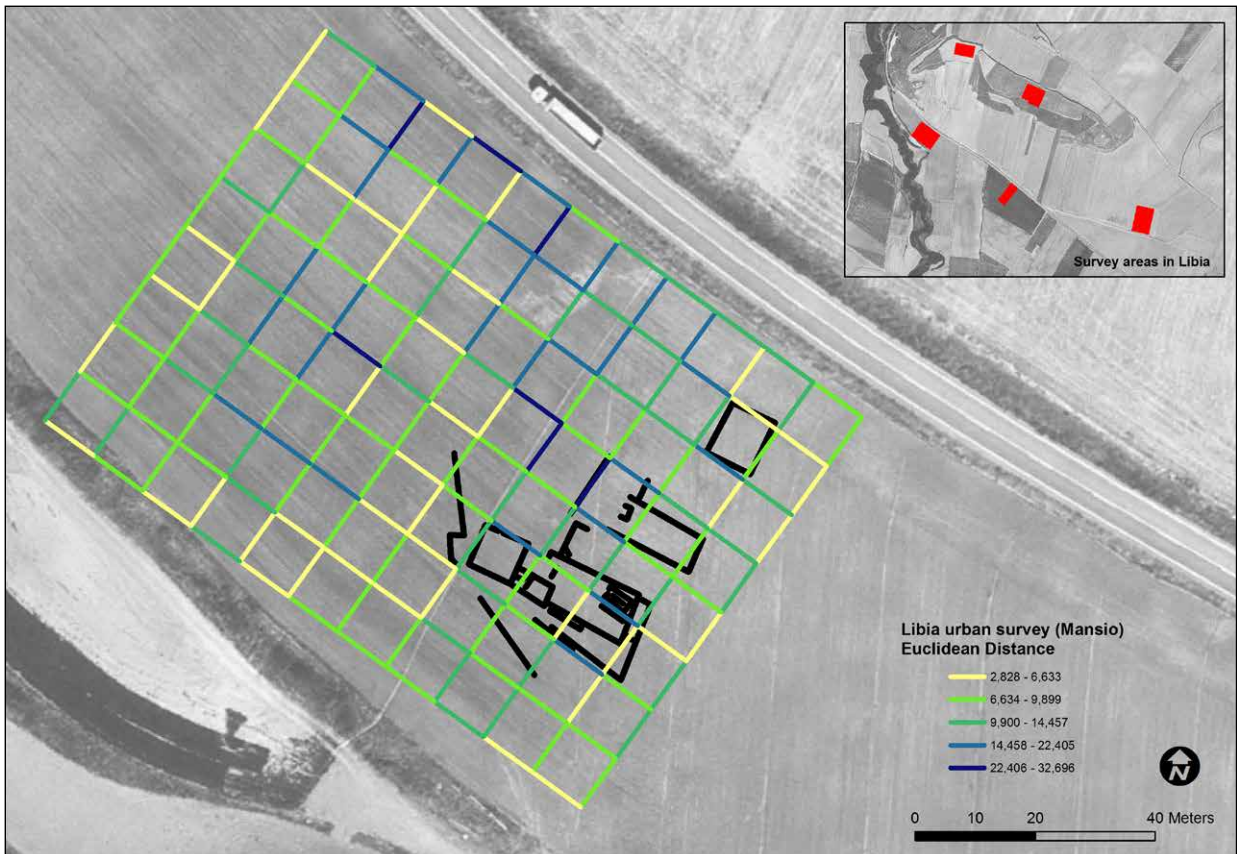 Survey areas in Libia
Libia urban survey (Mansio)
Euclidean Distance
2,828 - 6,633
6,634 - 9,899
9,900 - 14,457
14,458 - 22,405
22,406 - 32,696
N
0 10 20 40 Meters